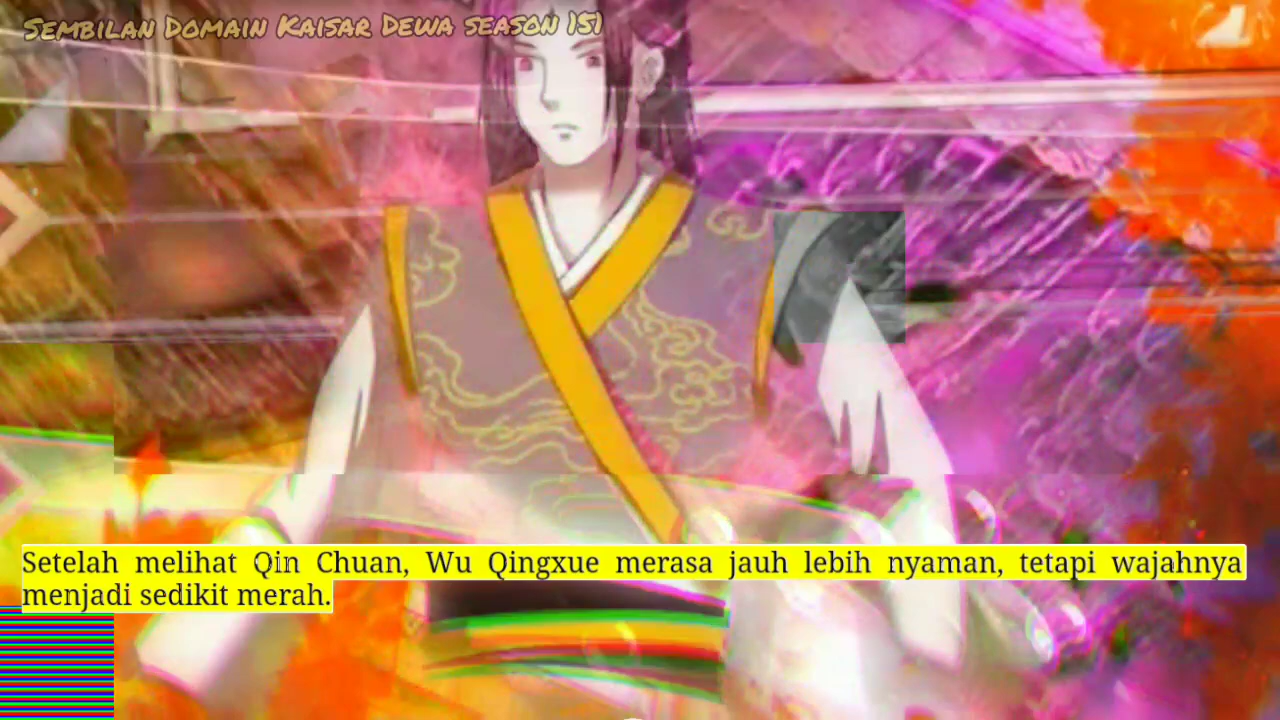 Sembilan Domain Kaisar Dewa season 151
Setelah melihat Qin Chuan, Wu Qingxue merasa jauh lebih nyaman, tetapi wajahnya
menjadi sedikit merah.